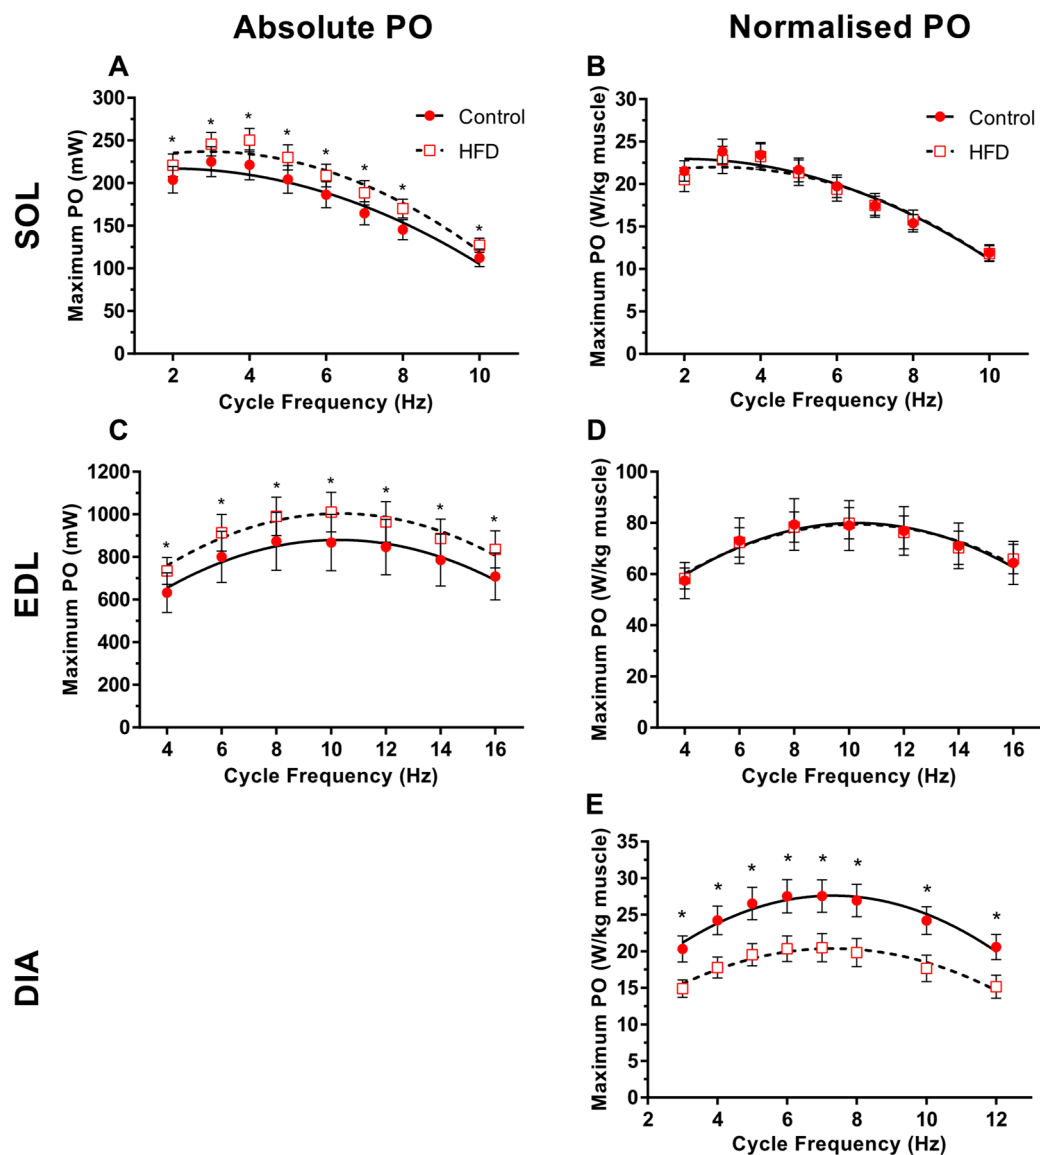 Absolute PO
Normalised PO
A
B
SOL
Maximum PO (mW)
300
250
200
150
100
50
0
* * * * * * * *
Control
HFD
2 4 6 8 10
Cycle Frequency (Hz)
Maximum PO (W/kg muscle)
30
25
20
15
10
5
0
Control
HFD
2 4 6 8 10
Cycle Frequency (Hz)
C
D
EDL
Maximum PO (mW)
1200
1000
800
600
400
200
0
* * * * * * *
4 6 8 10 12 14 16
Cycle Frequency (Hz)
Maximum PO (W/kg muscle)
100
80
60
40
20
0
4 6 8 10 12 14 16
Cycle Frequency (Hz)
E
DIA
Maximum PO (W/kg muscle)
35
30
25
20
15
10
5
0
* * * * * * * *
2 4 6 8 10 12
Cycle Frequency (Hz)